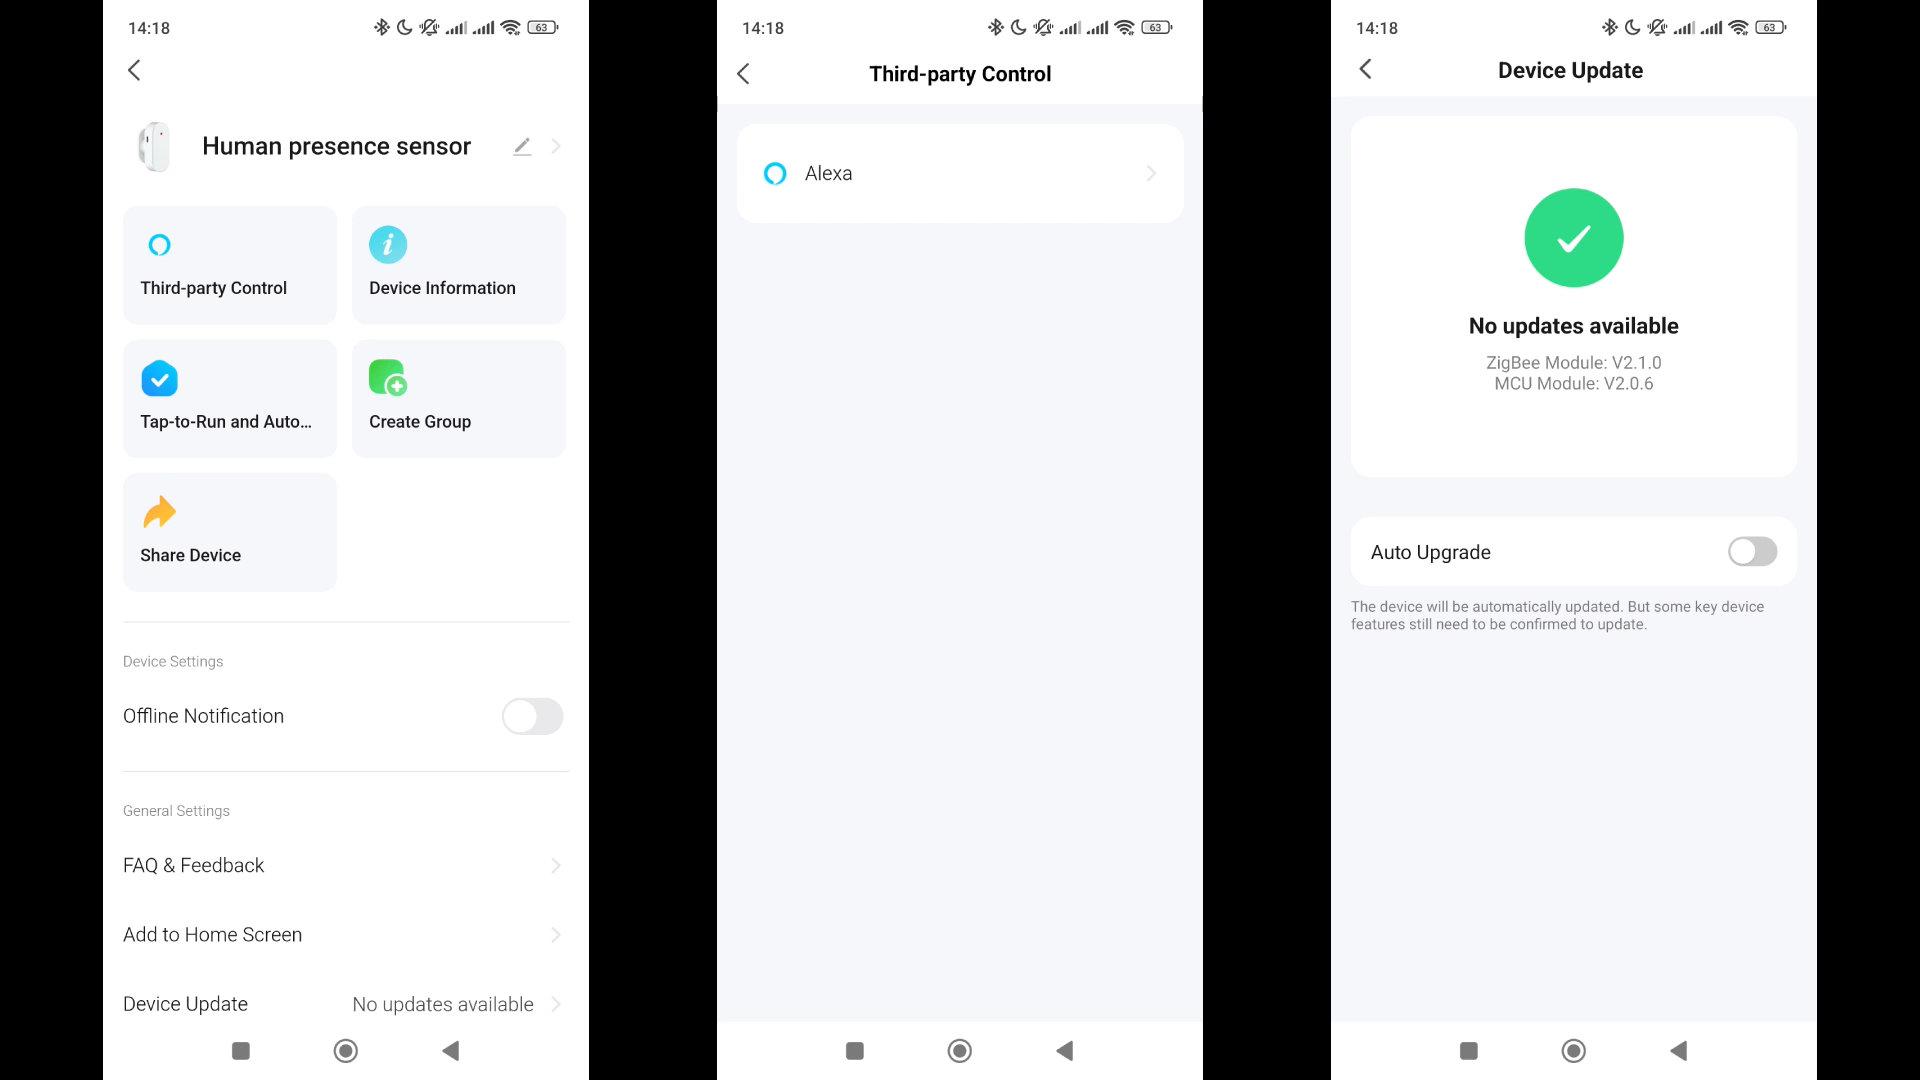 14:18
63
Human presence sensor
Third-party Control
Device Information
Tap-to-Run and Auto...
Create Group
Share Device
Device Settings
Offline Notification
General Settings
FAQ & Feedback
Add to Home Screen
Device Update
No updates available
14:18
63
Third-party Control
Alexa
14:18
63
Device Update
No updates available
ZigBee Module: V2.1.0
MCU Module: V2.0.6
Auto Upgrade
The device will be automatically updated. But some key device
features still need to be confirmed to update.